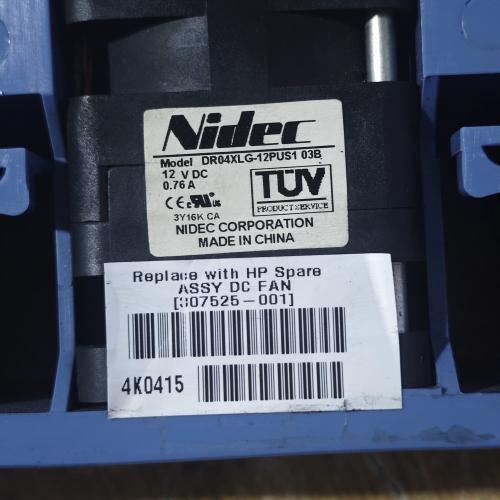 Nidec
Model DR04XLG-12PUS1 03B
12 V DC
0.76 A
TÜV
PRODUCT SERVICE
3Y16K CA
NIDEC CORPORATION
MADE IN CHINA
Replace with HP Spare
ASSY DC FAN
[307525-001]
4K0415